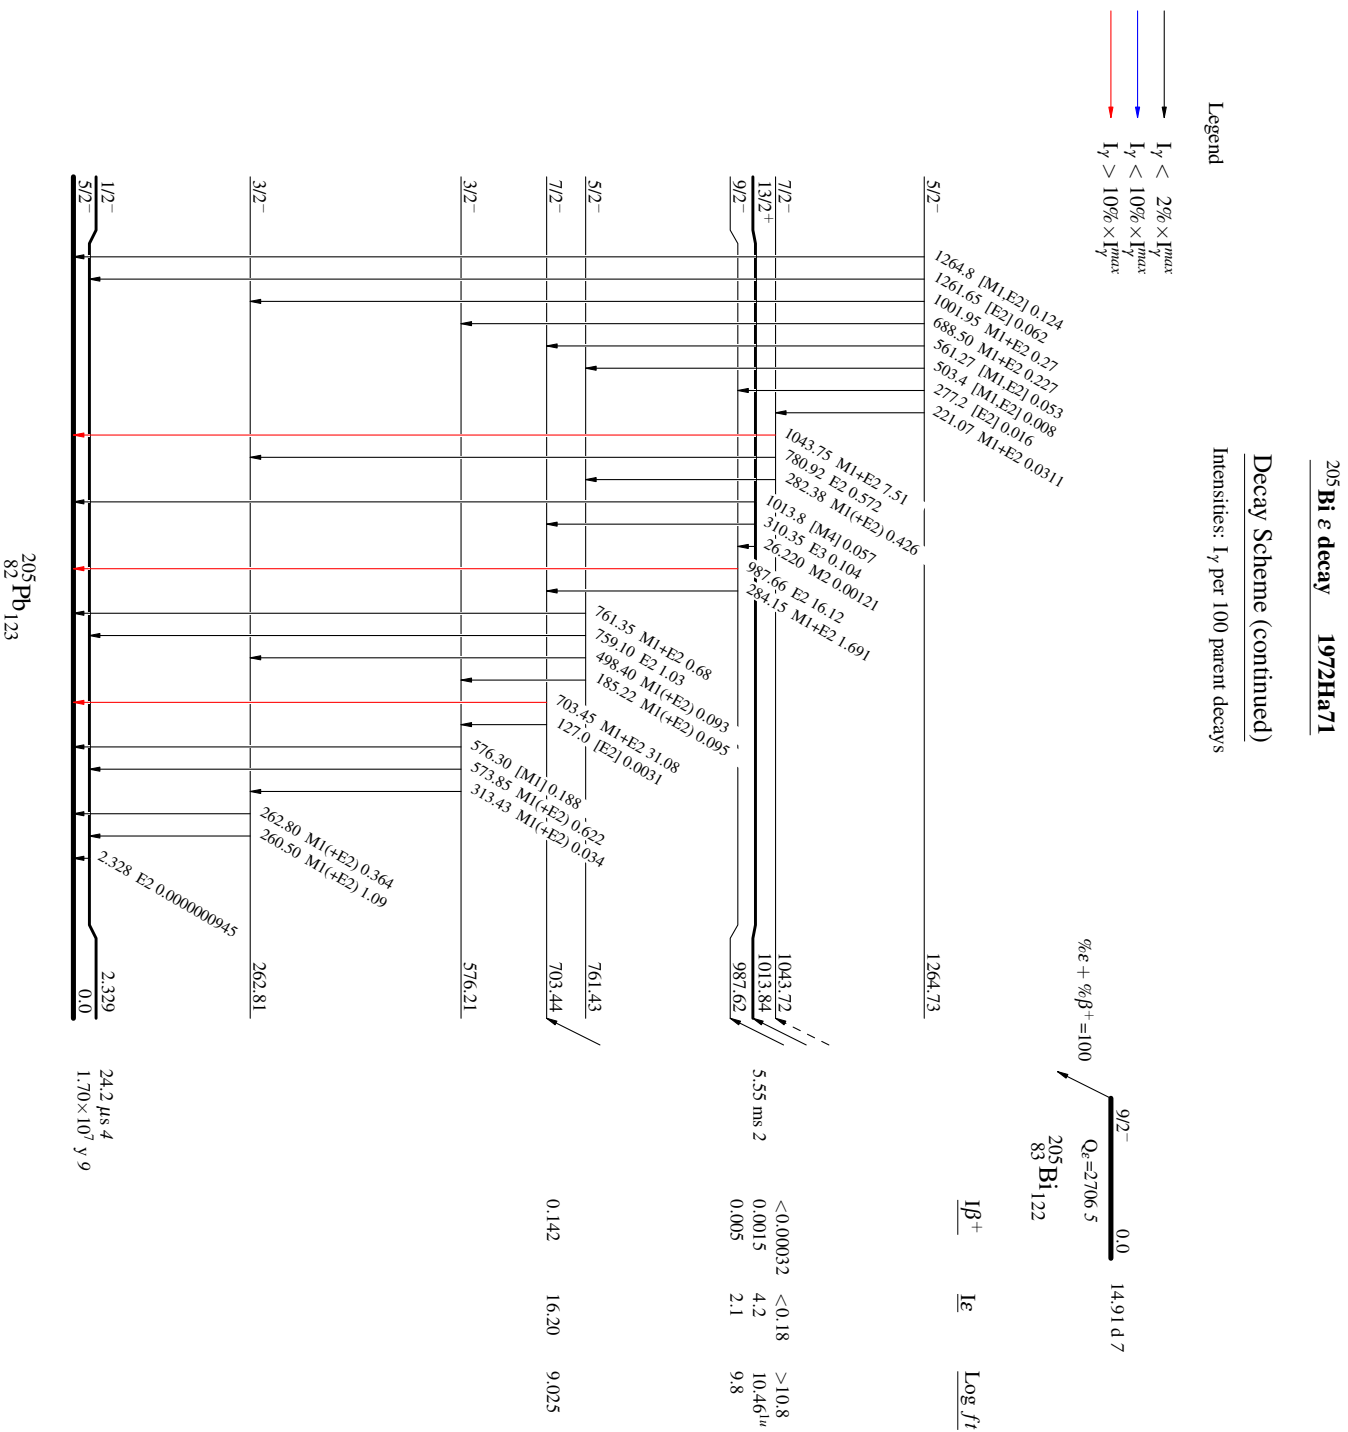 ²⁰⁵Bi ε decay 1972Ha71
Decay Scheme (continued)
Intensities: Iγ per 100 parent decays
Legend
Iγ < 2%×Iγᵐᵃˣ
Iγ < 10%×Iγᵐᵃˣ
Iγ > 10%×Iγᵐᵃˣ
9/2⁻ 0.0 14.91 d 7
Qε=2706 5
²⁰⁵₈₃Bi₁₂₂
%ε + %β⁺=100
Iβ⁺ Iε Log ft
1264.8 [M1,E2] 0.124
1261.65 [E2] 0.062
1001.95 M1+E2 0.27
688.50 M1+E2 0.227
561.27 [M1,E2] 0.053
503.4 [M1,E2] 0.008
277.2 [E2] 0.016
221.07 M1+E2 0.0311
5/2⁻ 1264.73
1043.75 M1+E2 7.51
780.92 E2 0.572
282.38 M1(+E2) 0.426
7/2⁻ 1043.72 <0.00032 <0.18 >10.8
1013.8 [M4] 0.057
310.35 E3 0.104
26.220 M2 0.00121
13/2⁺ 1013.84 5.55 ms 2 0.0015 4.2 10.46¹ᵘ
987.66 E2 16.12
284.15 M1+E2 1.691
9/2⁻ 987.62 0.005 2.1 9.8
761.35 M1+E2 0.68
759.10 E2 1.03
498.40 M1(+E2) 0.093
185.22 M1(+E2) 0.095
5/2⁻ 761.43
703.45 M1+E2 31.08
127.0 [E2] 0.0031
7/2⁻ 703.44 0.142 16.20 9.025
576.30 [M1] 0.188
573.85 M1(+E2) 0.622
313.43 M1(+E2) 0.034
3/2⁻ 576.21
262.80 M1(+E2) 0.364
260.50 M1(+E2) 1.09
3/2⁻ 262.81
2.328 E2 0.0000000945
1/2⁻ 2.329 24.2 μs 4
5/2⁻ 0.0 1.70×10⁷ y 9
²⁰⁵₈₂Pb₁₂₃